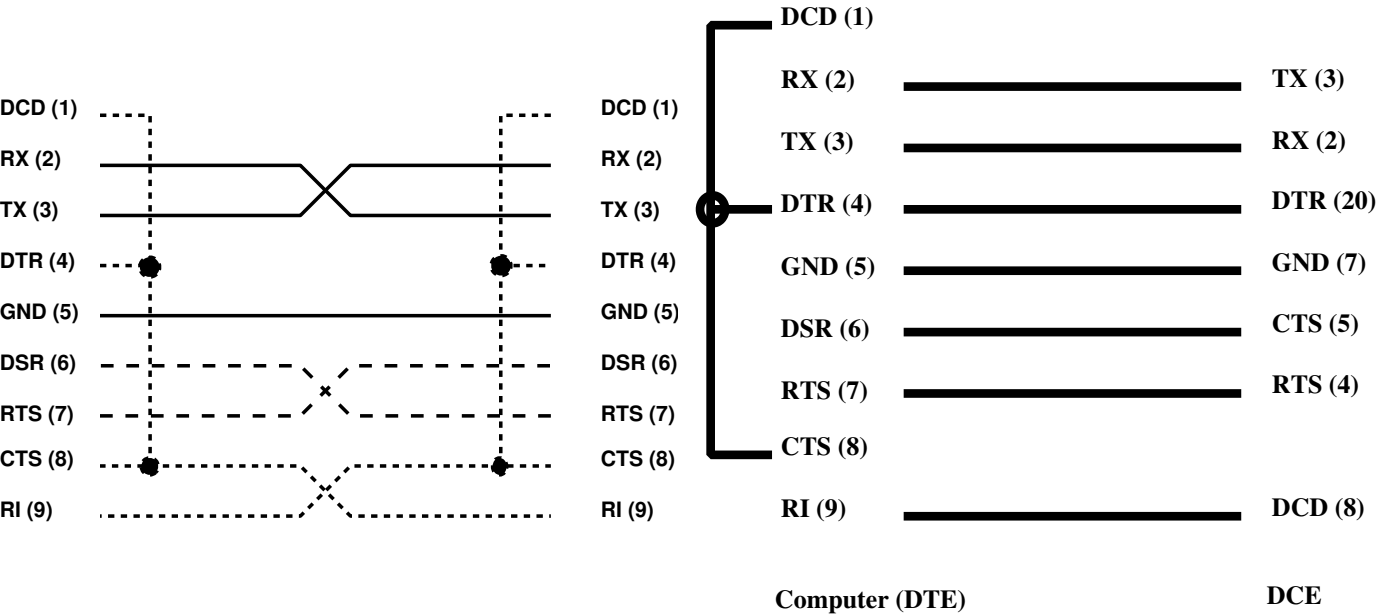 DCD (1)
RX (2)
TX (3)
DTR (4)
GND (5)
DSR (6)
RTS (7)
CTS (8)
RI (9)
DCD (1)
RX (2)
TX (3)
DTR (4)
GND (5)
DSR (6)
RTS (7)
CTS (8)
RI (9)
DCD (1)
RX (2) TX (3)
TX (3) RX (2)
DTR (4) DTR (20)
GND (5) GND (7)
DSR (6) CTS (5)
RTS (7) RTS (4)
CTS (8)
RI (9) DCD (8)
Computer (DTE) DCE